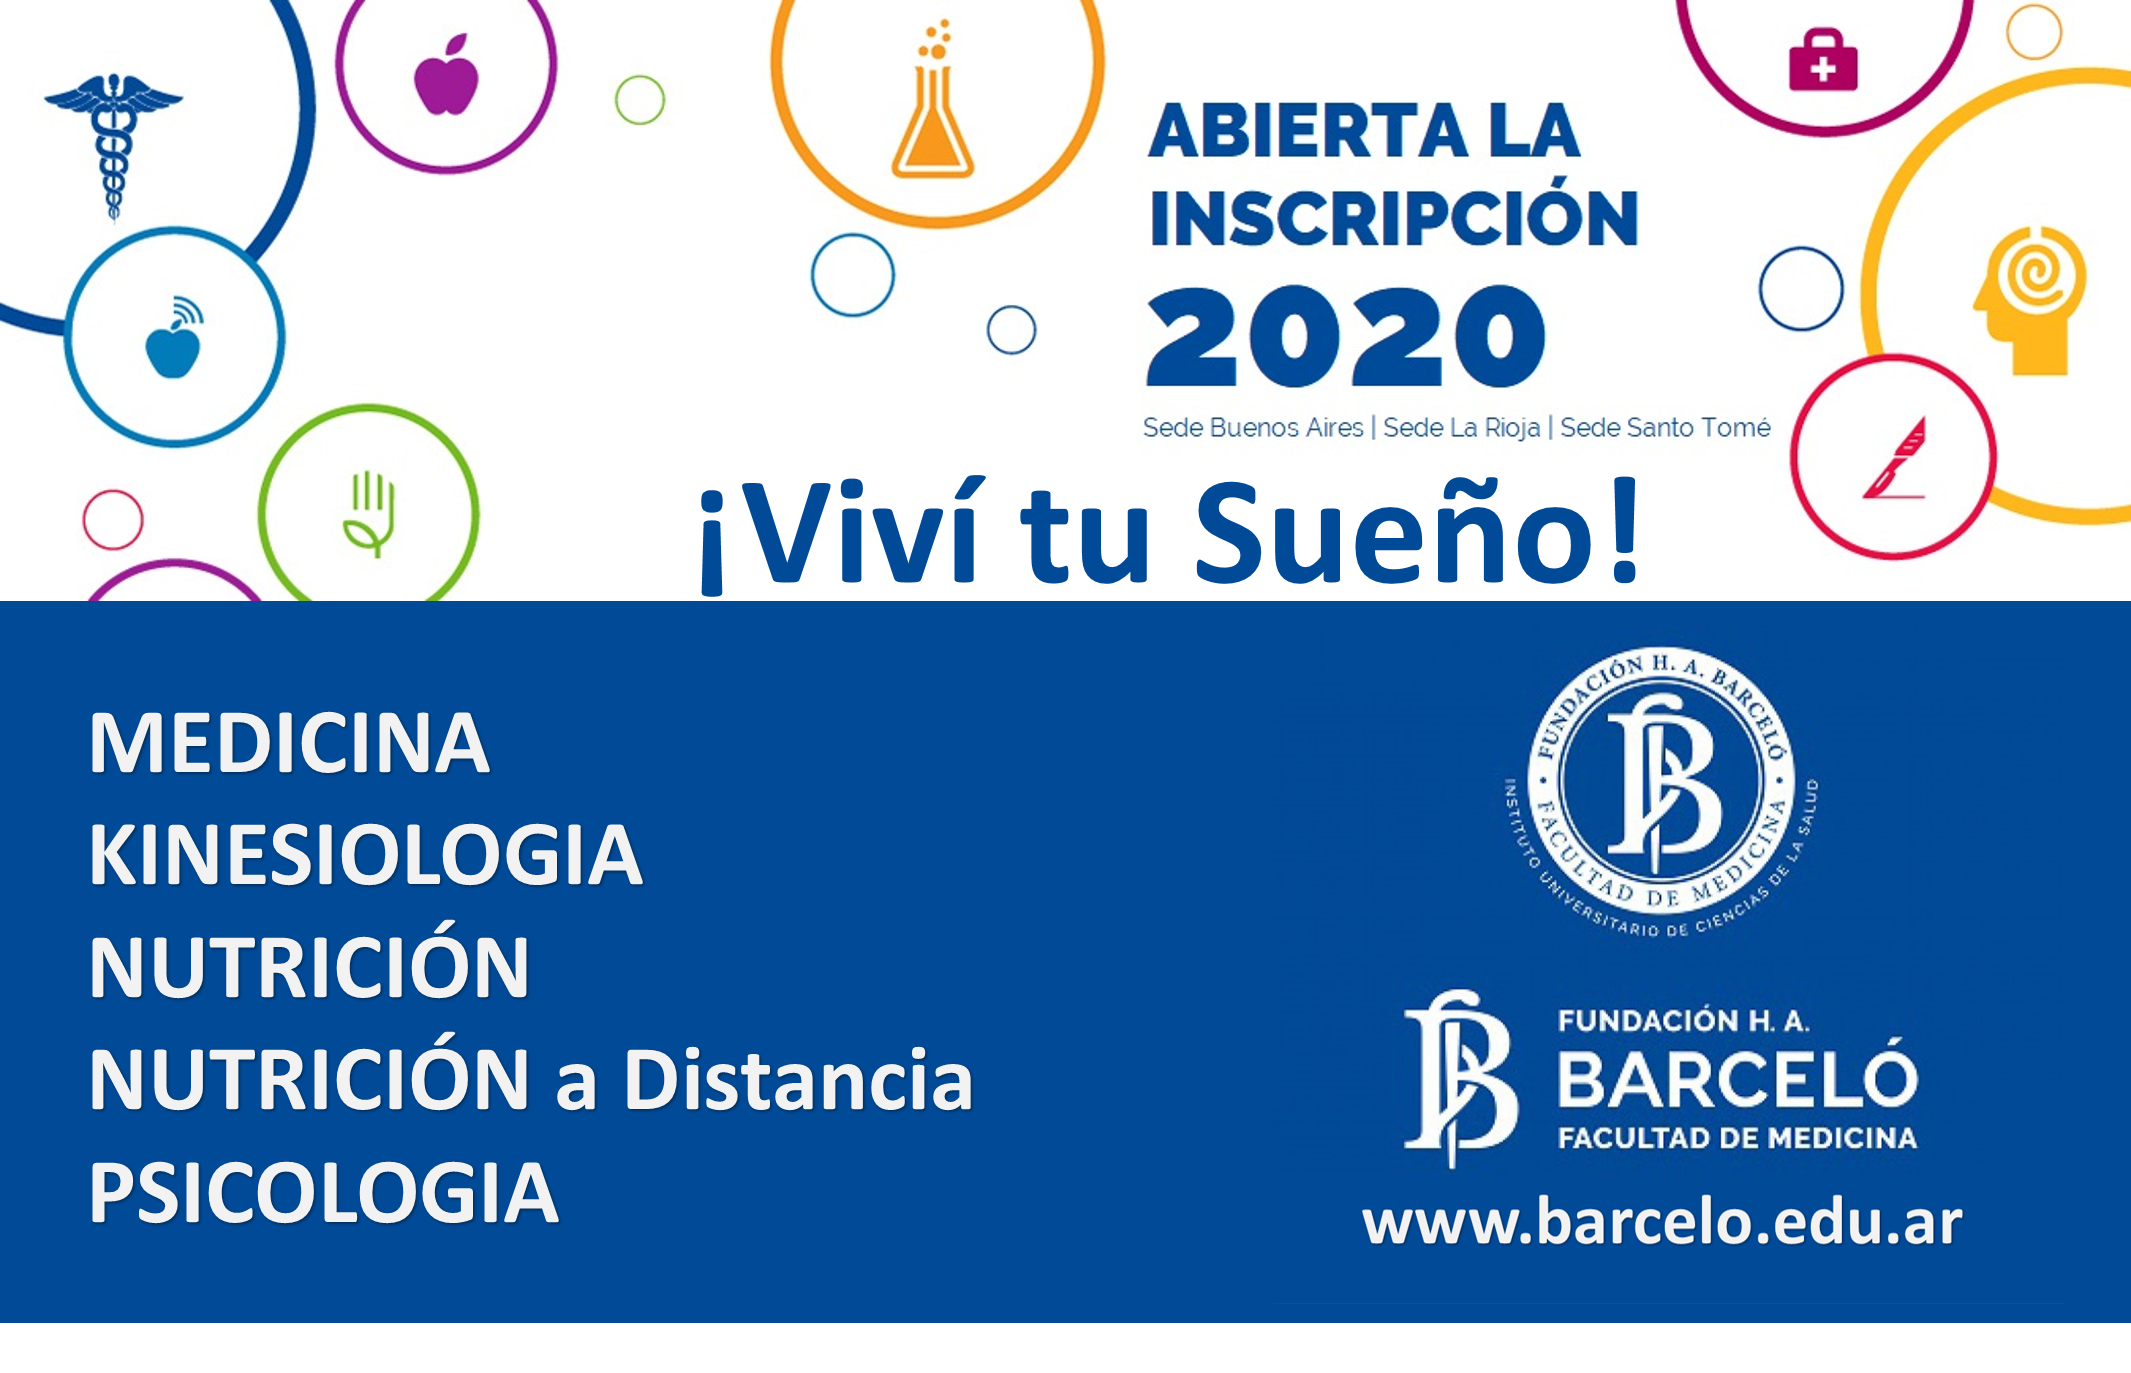 ABIERTA LA
INSCRIPCIÓN
2020
Sede Buenos Aires | Sede La Rioja | Sede Santo Tomé
¡Viví tu Sueño!
MEDICINA
KINESIOLOGIA
NUTRICIÓN
NUTRICIÓN a Distancia
PSICOLOGIA
• FUNDACIÓN H. A. BARCELÓ •
FACULTAD DE MEDICINA
INSTITUTO UNIVERSITARIO DE CIENCIAS DE LA SALUD
FUNDACIÓN H. A.
BARCELÓ
FACULTAD DE MEDICINA
www.barcelo.edu.ar